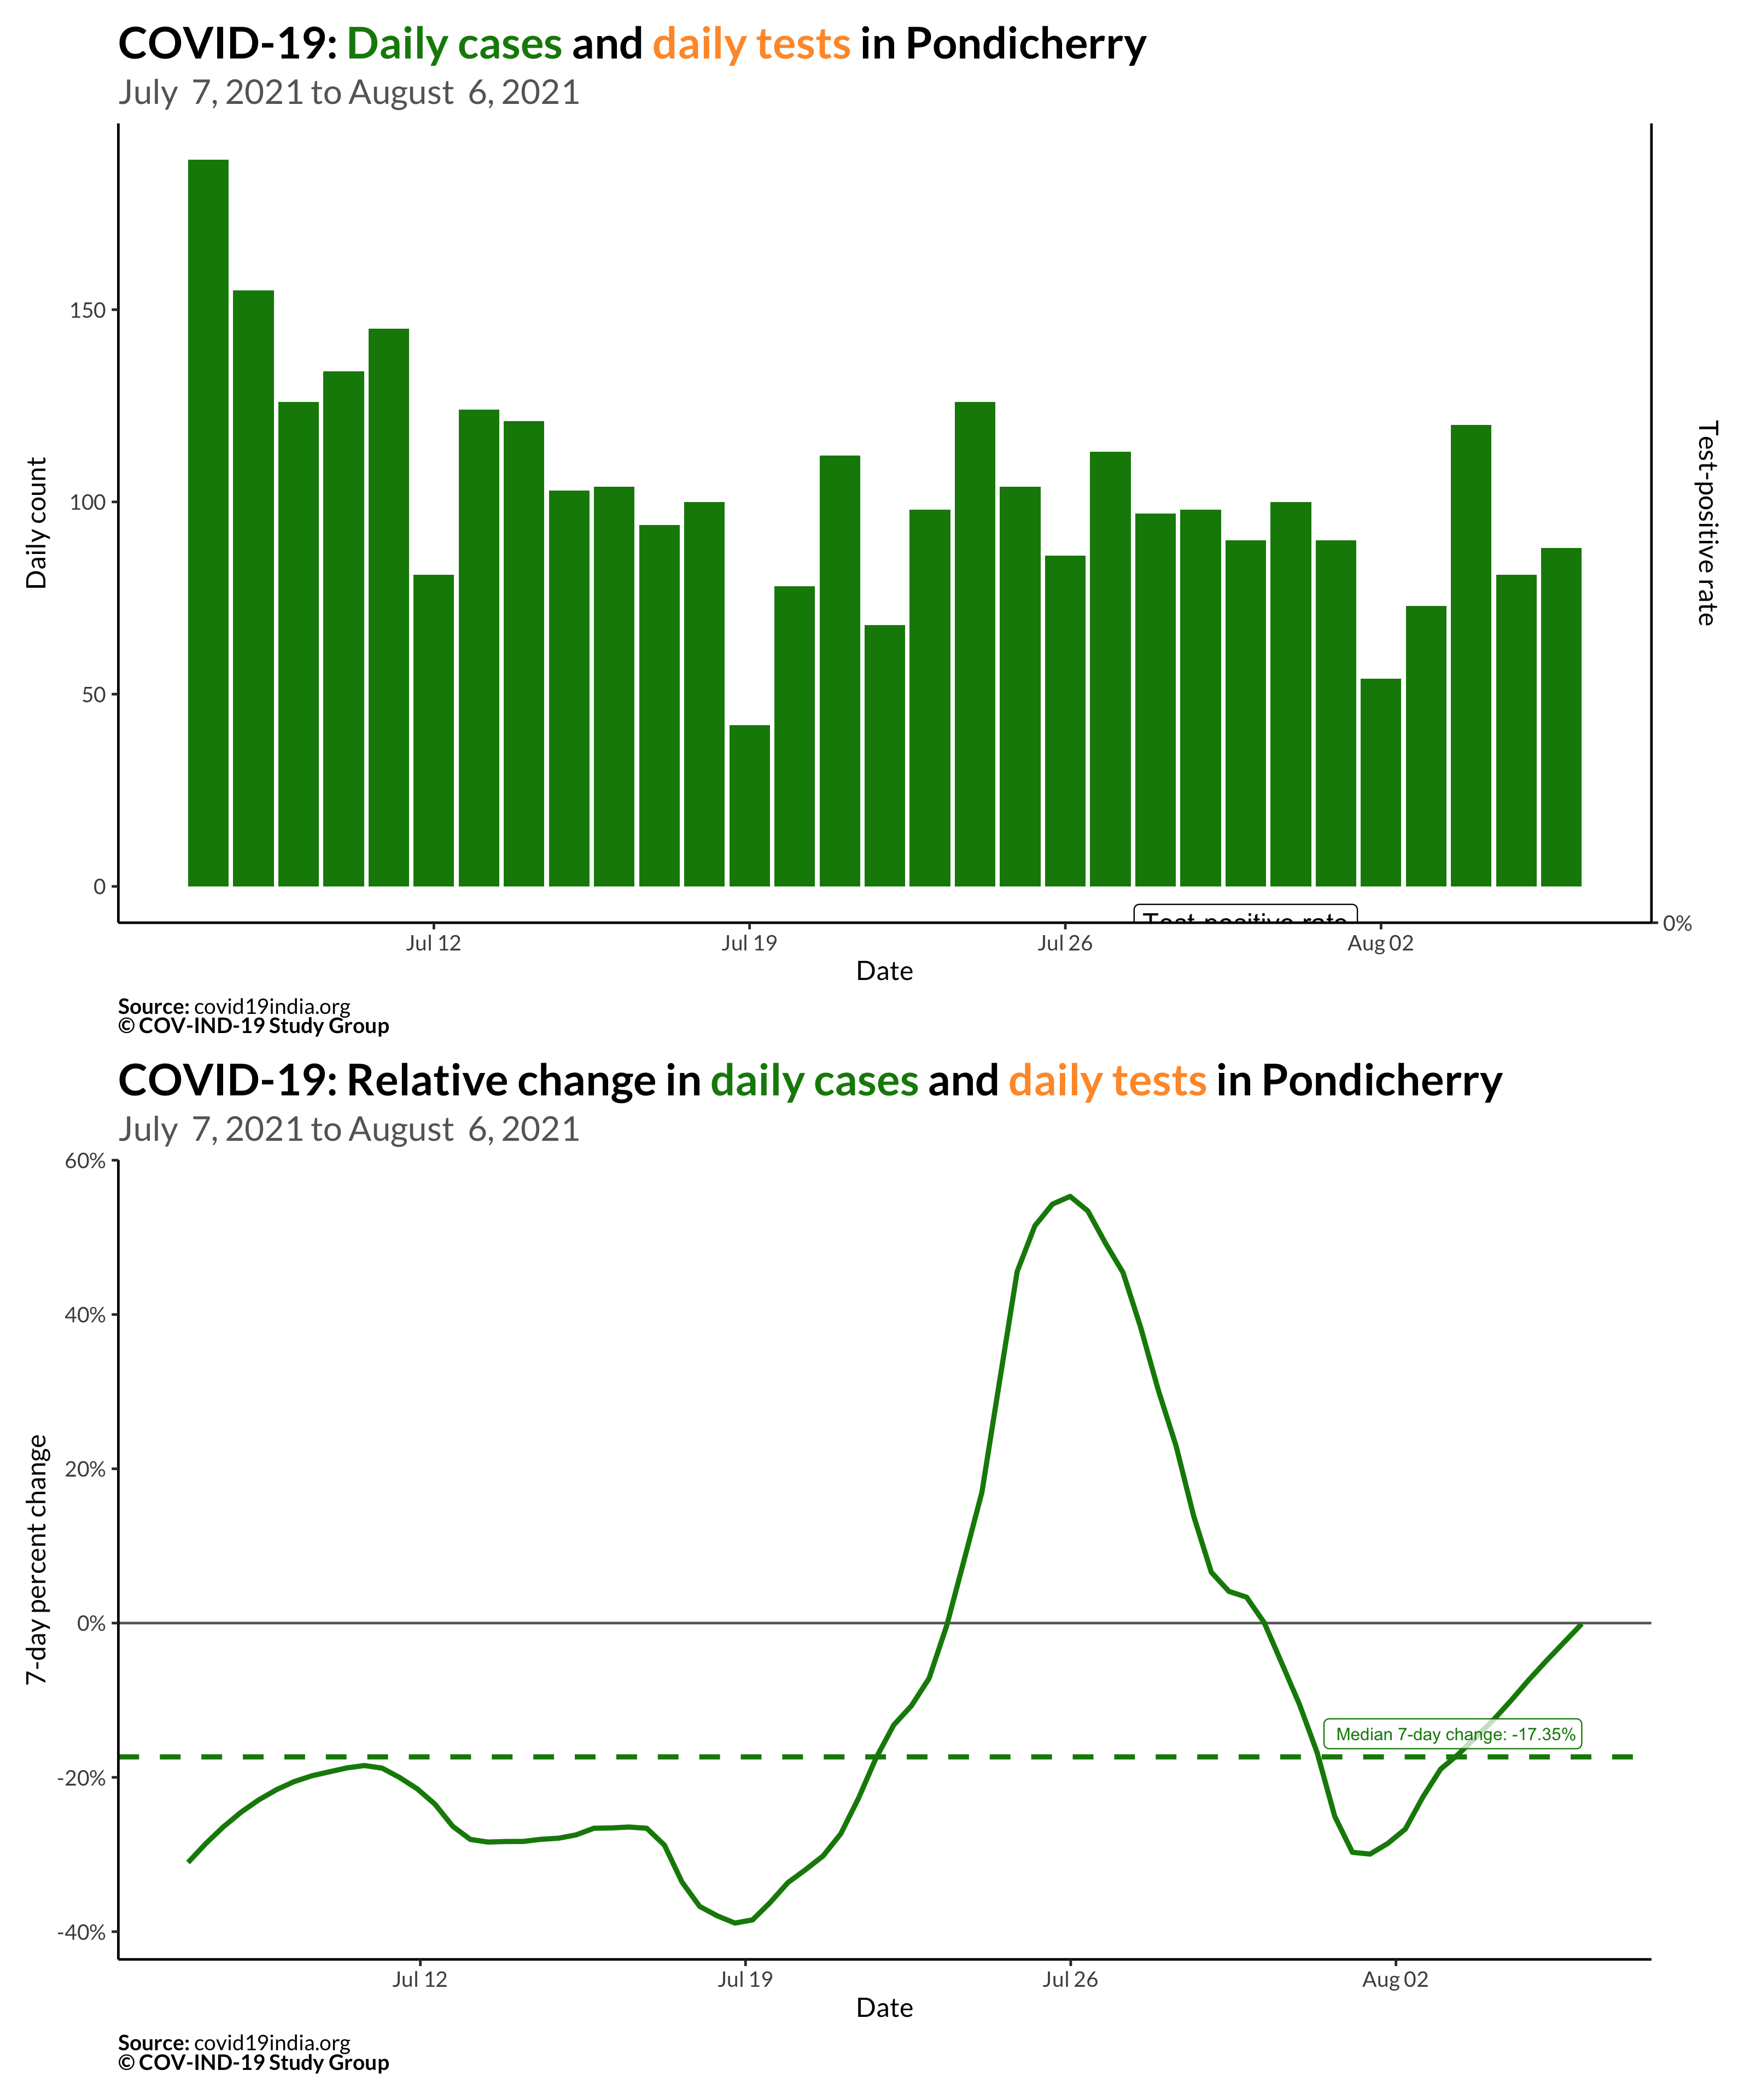 COVID-19: Daily cases and daily tests in Pondicherry
July 7, 2021 to August 6, 2021
Daily count
150
100
50
0
Test-positive rate
Test-positive rate
0%
Jul 12
Jul 19
Jul 26
Aug 02
Date
Source: covid19india.org
© COV-IND-19 Study Group
COVID-19: Relative change in daily cases and daily tests in Pondicherry
July 7, 2021 to August 6, 2021
7-day percent change
60%
40%
20%
0%
-20%
-40%
Median 7-day change: -17.35%
Jul 12
Jul 19
Jul 26
Aug 02
Date
Source: covid19india.org
© COV-IND-19 Study Group